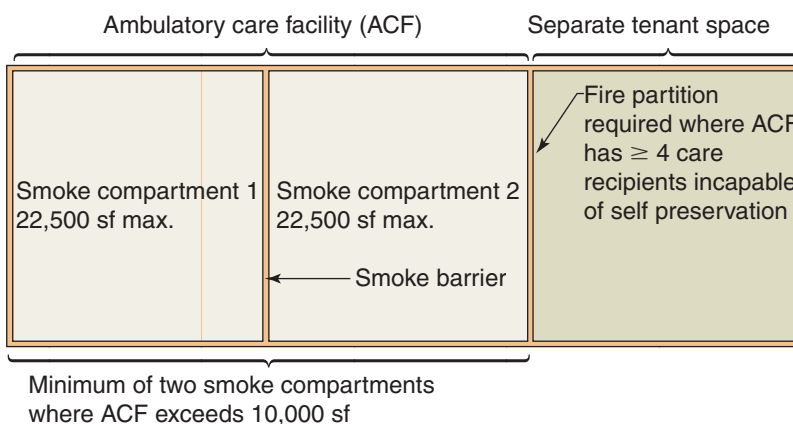 Ambulatory care facility (ACF)
Separate tenant space
Smoke compartment 1
22,500 sf max.
Smoke compartment 2
22,500 sf max.
Fire partition
required where ACF
has ≥ 4 care
recipients incapable
of self preservation
Smoke barrier
Minimum of two smoke compartments
where ACF exceeds 10,000 sf